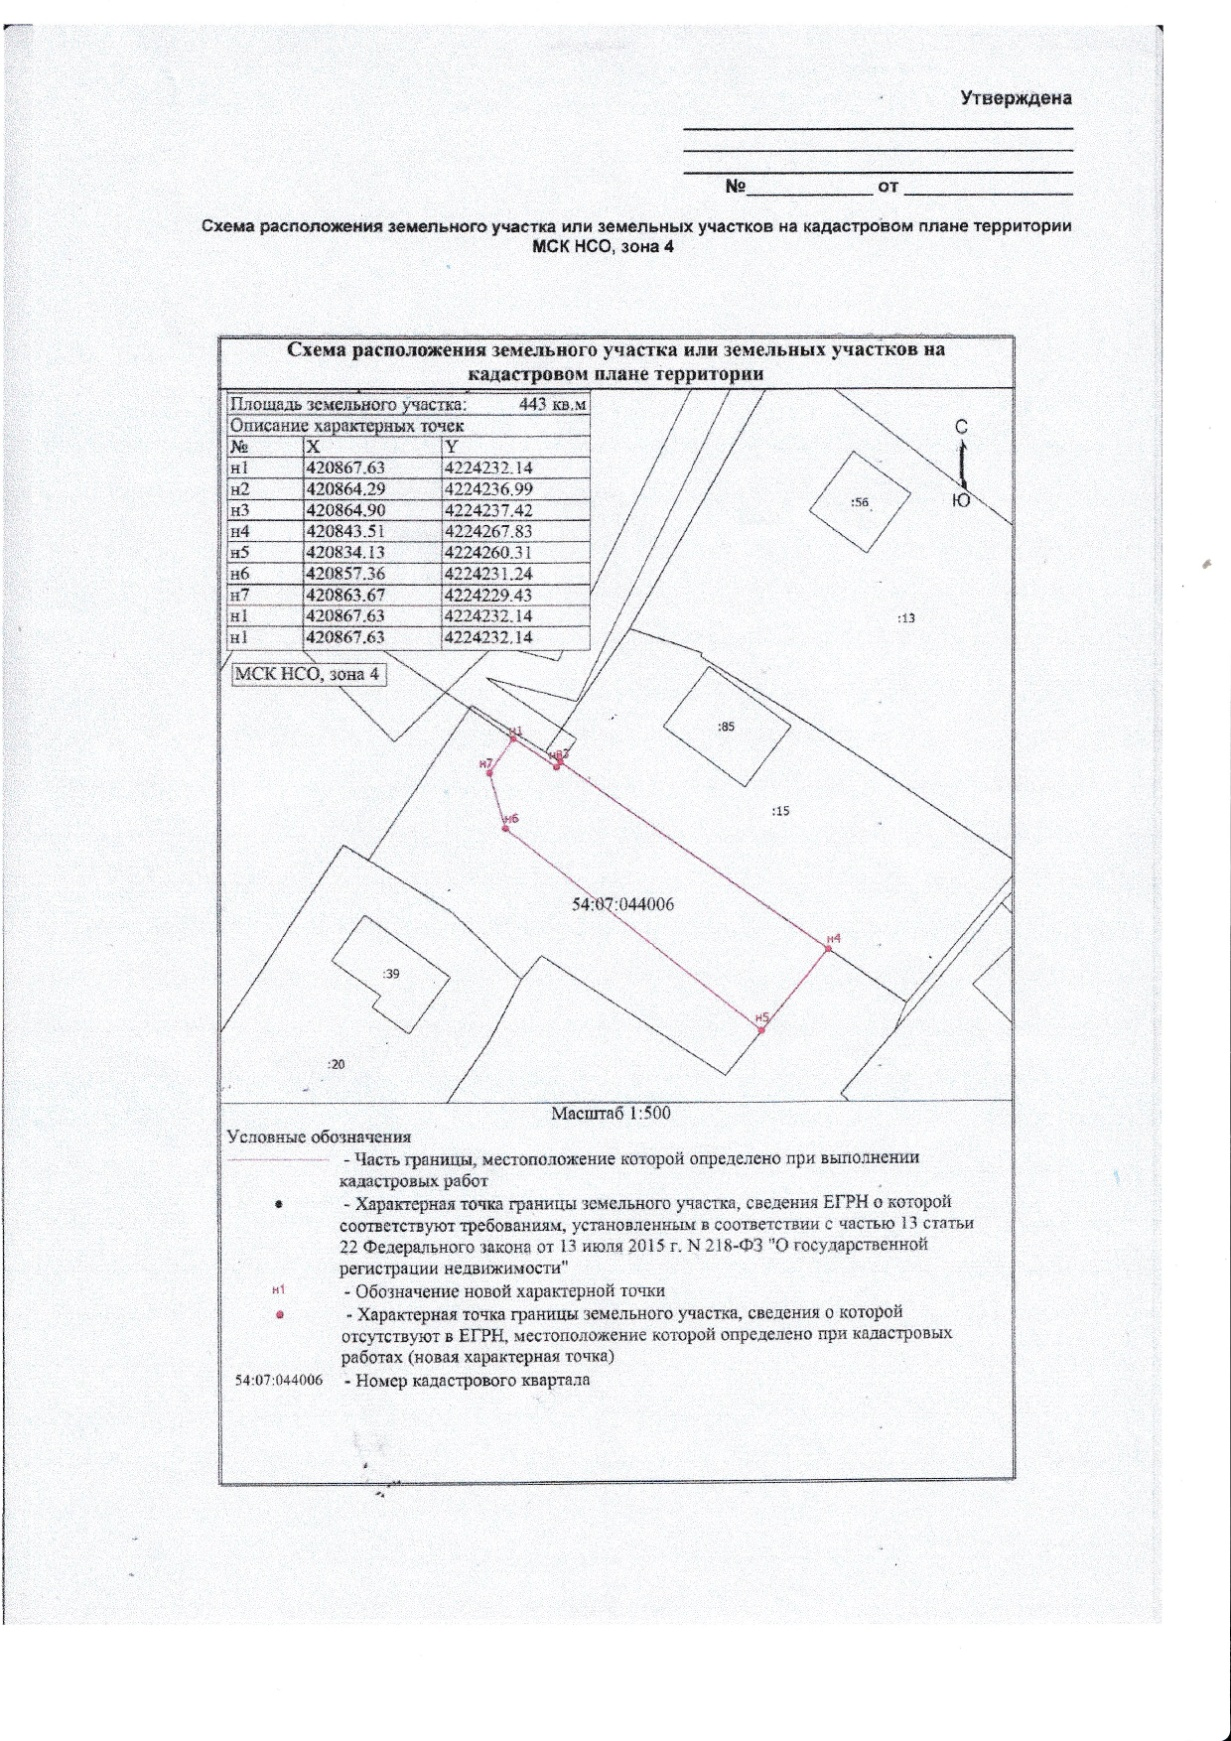 Утверждена
№ от
Схема расположения земельного участка или земельных участков на кадастровом плане территории
МСК НСО, зона 4
Схема расположения земельного участка или земельных участков на
кадастровом плане территории
Площадь земельного участка: 443 кв.м
Описание характерных точек
№ X Y
н1 420867.63 4224232.14
н2 420864.29 4224236.99
н3 420864.90 4224237.42
н4 420843.51 4224267.83
н5 420834.13 4224260.31
н6 420857.36 4224231.24
н7 420863.67 4224229.43
н1 420867.63 4224232.14
н1 420867.63 4224232.14
МСК НСО, зона 4
С
Ю
:56
:13
:85
:15
н1
н7
н6
54:07:044006
н4
н5
:39
:20
Масштаб 1:500
Условные обозначения
- Часть границы, местоположение которой определено при выполнении
кадастровых работ
- Характерная точка границы земельного участка, сведения ЕГРН о которой
соответствуют требованиям, установленным в соответствии с частью 13 статьи
22 Федерального закона от 13 июля 2015 г. N 218-ФЗ "О государственной
регистрации недвижимости"
н1 - Обозначение новой характерной точки
- Характерная точка границы земельного участка, сведения о которой
отсутствуют в ЕГРН, местоположение которой определено при кадастровых
работах (новая характерная точка)
54:07:044006 - Номер кадастрового квартала